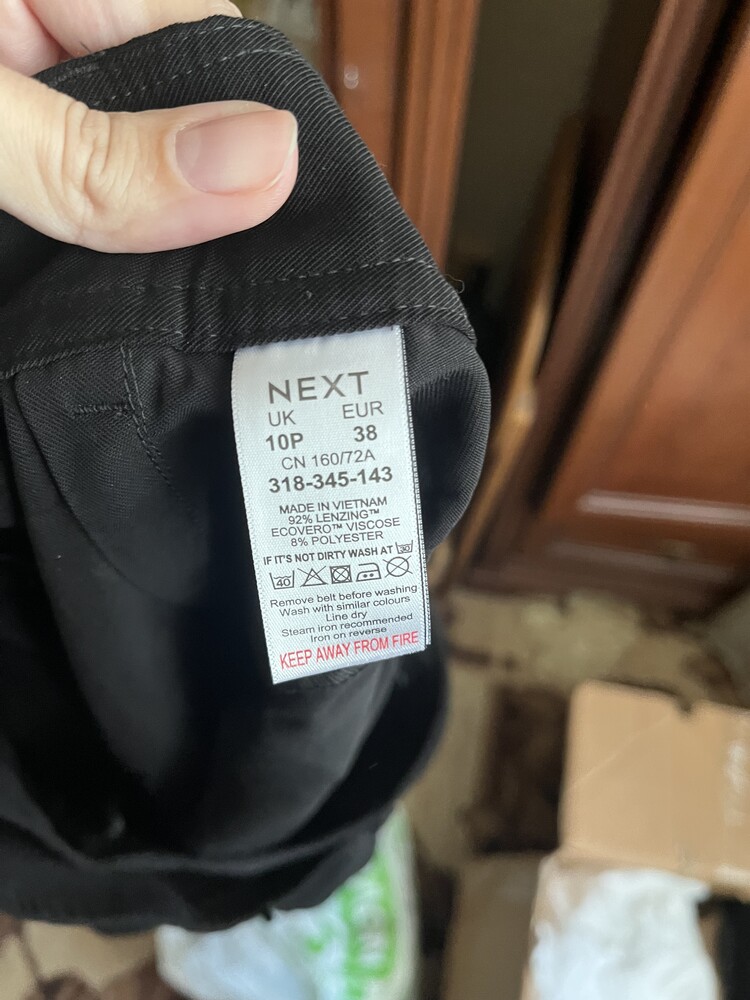 NEXT
UK EUR
10P 38
CN 160/72A
318-345-143
MADE IN VIETNAM
92% LENZING™
ECOVERO™ VISCOSE
8% POLYESTER
IF IT'S NOT DIRTY WASH AT 30
40
Remove belt before washing
Wash with similar colours
Line dry
Steam iron recommended
Iron on reverse
KEEP AWAY FROM FIRE